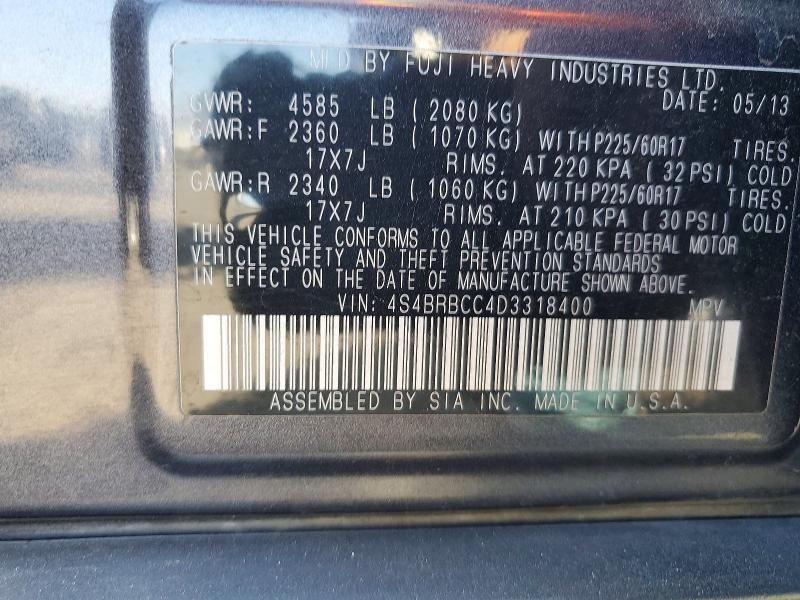 MFD BY FUJI HEAVY INDUSTRIES LTD.
DATE: 05/13
GVWR: 4585 LB ( 2080 KG)
GAWR:F 2360 LB ( 1070 KG) WITH P225/60R17 TIRES.
17X7J RIMS. AT 220 KPA ( 32 PSI) COLD
GAWR:R 2340 LB ( 1060 KG) WITH P225/60R17 TIRES.
17X7J RIMS. AT 210 KPA ( 30 PSI) COLD
THIS VEHICLE CONFORMS TO ALL APPLICABLE FEDERAL MOTOR
VEHICLE SAFETY AND THEFT PREVENTION STANDARDS
IN EFFECT ON THE DATE OF MANUFACTURE SHOWN ABOVE.
VIN: 4S4BRBCC4D3318400 MPV
ASSEMBLED BY SIA INC. MADE IN U.S.A.